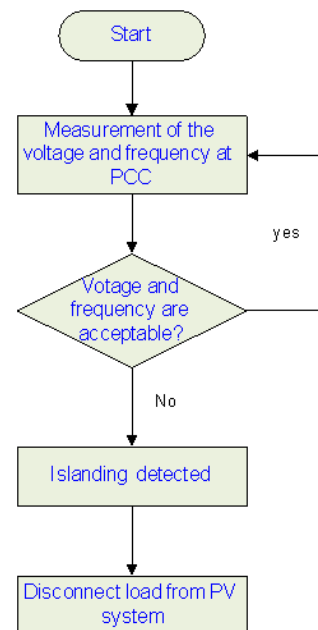 Start
Measurement of the
voltage and frequency at
PCC
yes
Votage and
frequency are
acceptable?
No
Islanding detected
Disconnect load from PV
system